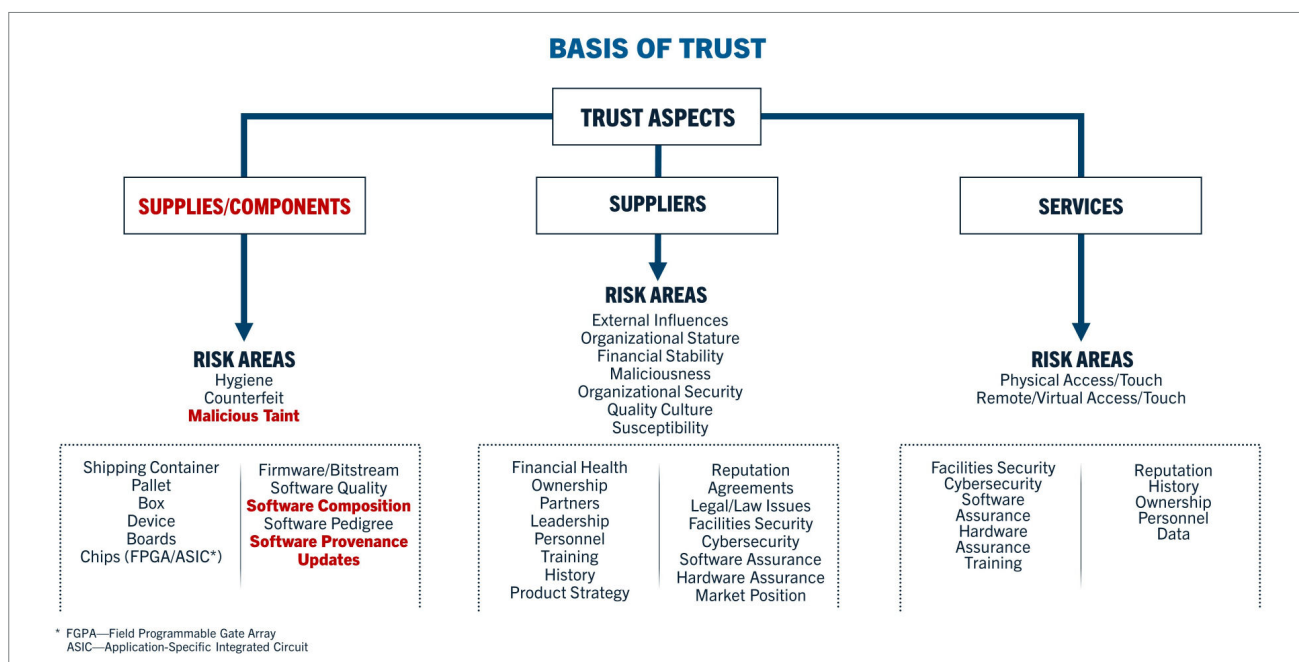 BASIS OF TRUST
TRUST ASPECTS
SUPPLIES/COMPONENTS
RISK AREAS
Hygiene
Counterfeit
Malicious Taint
Shipping Container
Pallet
Box
Device
Boards
Chips (FPGA/ASIC*)
Firmware/Bitstream
Software Quality
Software Composition
Software Pedigree
Software Provenance
Updates
SUPPLIERS
RISK AREAS
External Influences
Organizational Stature
Financial Stability
Maliciousness
Organizational Security
Quality Culture
Susceptibility
Financial Health
Ownership
Partners
Leadership
Personnel
Training
History
Product Strategy
Reputation
Agreements
Legal/Law Issues
Facilities Security
Cybersecurity
Software Assurance
Hardware Assurance
Market Position
SERVICES
RISK AREAS
Physical Access/Touch
Remote/Virtual Access/Touch
Facilities Security
Cybersecurity
Software
Assurance
Hardware
Assurance
Training
Reputation
History
Ownership
Personnel
Data
* FGPA—Field Programmable Gate Array
ASIC—Application-Specific Integrated Circuit